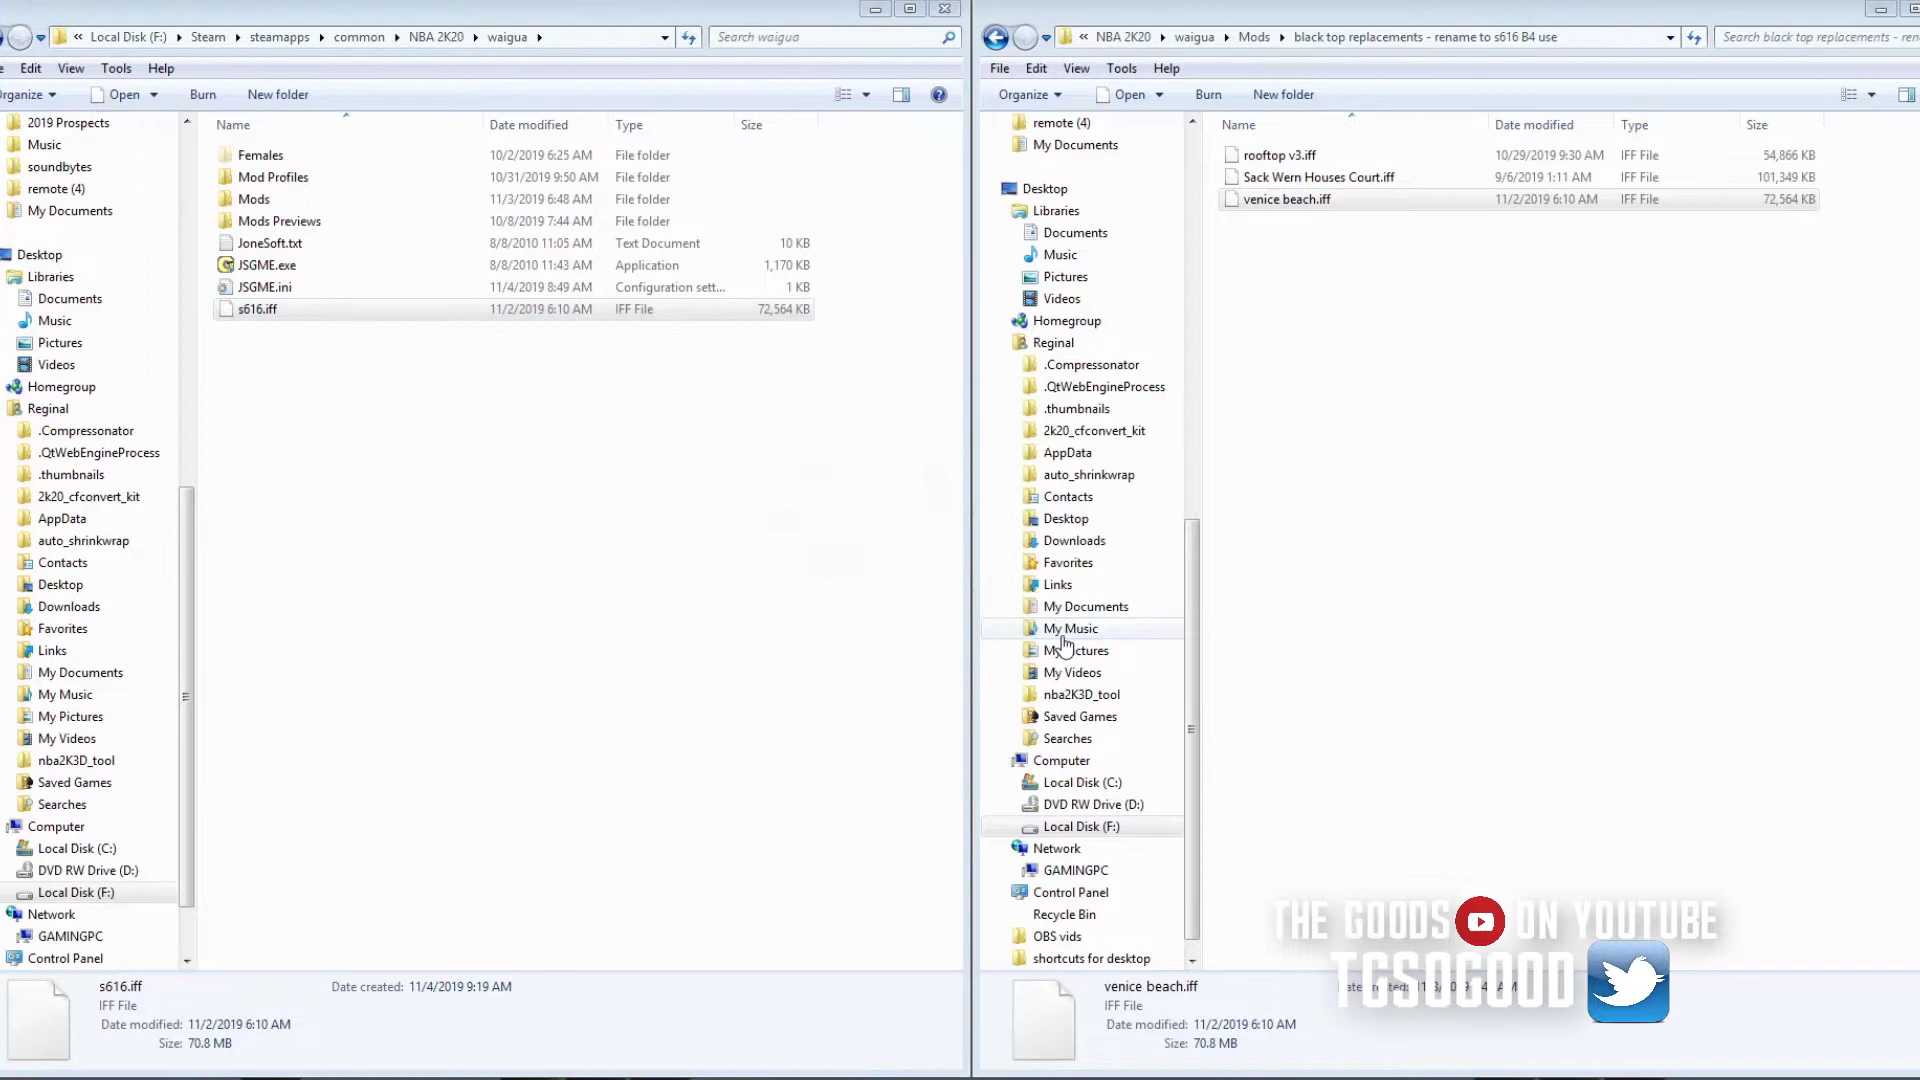 « Local Disk (F:) ▸ Steam ▸ steamapps ▸ common ▸ NBA 2K20 ▸ waigua ▸
Search waigua
Edit View Tools Help
Organize Open Burn New folder
Name Date modified Type Size
2019 Prospects
Music
soundbytes
remote (4)
My Documents
Desktop
Libraries
Documents
Music
Pictures
Videos
Homegroup
Reginal
.Compressonator
.QtWebEngineProcess
.thumbnails
2k20_cfconvert_kit
AppData
auto_shrinkwrap
Contacts
Desktop
Downloads
Favorites
Links
My Documents
My Music
My Pictures
My Videos
nba2K3D_tool
Saved Games
Searches
Computer
Local Disk (C:)
DVD RW Drive (D:)
Local Disk (F:)
Network
GAMINGPC
Control Panel
Females 10/2/2019 6:25 AM File folder
Mod Profiles 10/31/2019 9:50 AM File folder
Mods 11/3/2019 6:48 AM File folder
Mods Previews 10/8/2019 7:44 AM File folder
JoneSoft.txt 8/8/2010 11:05 AM Text Document 10 KB
JSGME.exe 8/8/2010 11:43 AM Application 1,170 KB
JSGME.ini 11/4/2019 8:49 AM Configuration sett... 1 KB
s616.iff 11/2/2019 6:10 AM IFF File 72,564 KB
s616.iff Date created: 11/4/2019 9:19 AM
IFF File
Date modified: 11/2/2019 6:10 AM
Size: 70.8 MB
« NBA 2K20 ▸ waigua ▸ Mods ▸ black top replacements - rename to s616 B4 use
Search black top replacements - ren
File Edit View Tools Help
Organize Open Burn New folder
Name Date modified Type Size
remote (4)
My Documents
Desktop
Libraries
Documents
Music
Pictures
Videos
Homegroup
Reginal
.Compressonator
.QtWebEngineProcess
.thumbnails
2k20_cfconvert_kit
AppData
auto_shrinkwrap
Contacts
Desktop
Downloads
Favorites
Links
My Documents
My Music
My Pictures
My Videos
nba2K3D_tool
Saved Games
Searches
Computer
Local Disk (C:)
DVD RW Drive (D:)
Local Disk (F:)
Network
GAMINGPC
Control Panel
Recycle Bin
OBS vids
shortcuts for desktop
rooftop v3.iff 10/29/2019 9:30 AM IFF File 54,866 KB
Sack Wern Houses Court.iff 9/6/2019 1:11 AM IFF File 101,349 KB
venice beach.iff 11/2/2019 6:10 AM IFF File 72,564 KB
THE GOODS ON YOUTUBE
TCSOGOOD
venice beach.iff
IFF File
Date modified: 11/2/2019 6:10 AM
Size: 70.8 MB